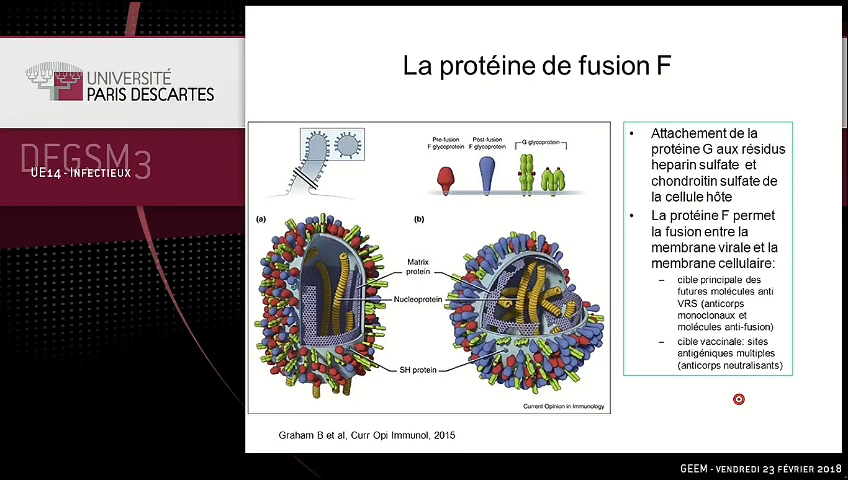 La protéine de fusion F
UNIVERSITÉ
PARIS DESCARTES
DFGSM3
UE14 - Infectieux
Pre-fusion
F glycoprotein
Post-fusion
F glycoprotein
G glycoprotein
(a)
(b)
Matrix
protein
Nucleoprotein
SH protein
Current Opinion in Immunology
Graham B et al, Curr Opi Immunol, 2015
• Attachement de la
protéine G aux résidus
heparin sulfate et
chondroitin sulfate de
la cellule hôte
• La protéine F permet
la fusion entre la
membrane virale et la
membrane cellulaire:
– cible principale des
futures molécules anti
VRS (anticorps
monoclonaux et
molécules anti-fusion)
– cible vaccinale: sites
antigéniques multiples
(anticorps neutralisants)
GEEM - VENDREDI 23 FÉVRIER 2018